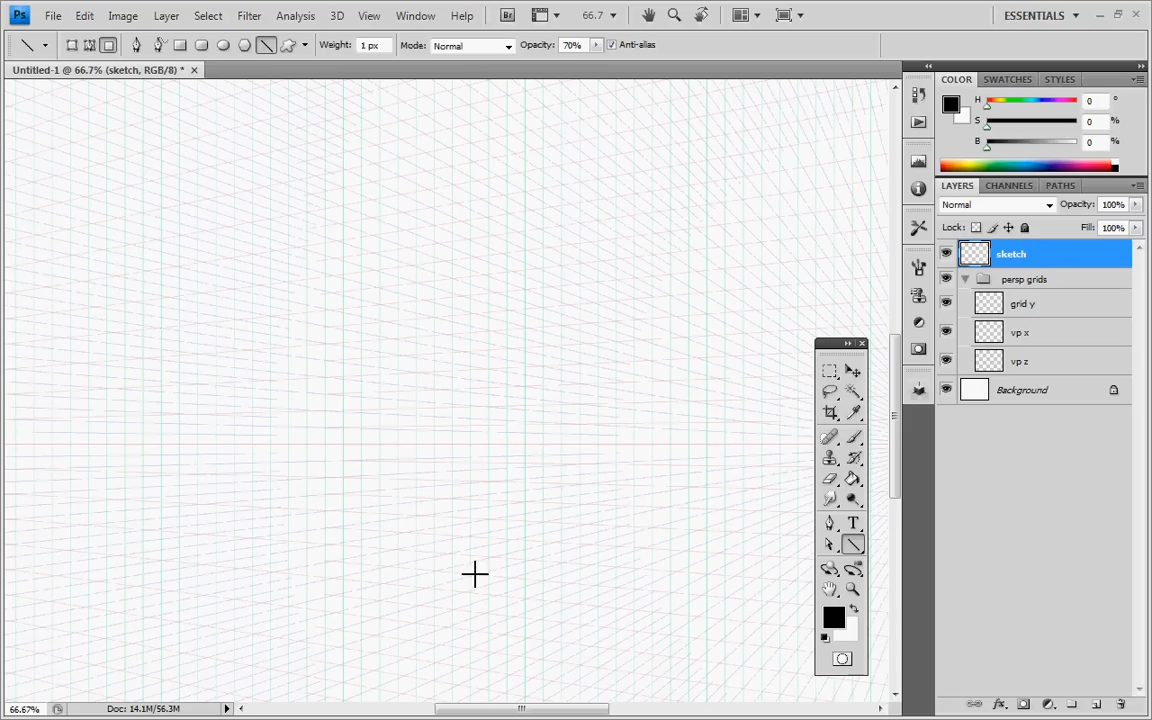 Ps File Edit Image Layer Select Filter Analysis 3D View Window Help Br 66.7 ESSENTIALS
Weight: 1 px Mode: Normal Opacity: 70% Anti-alias
Untitled-1 @ 66.7% (sketch, RGB/8) *
COLOR SWATCHES STYLES
H 0 °
S 0 %
B 0 %
LAYERS CHANNELS PATHS
Normal Opacity: 100%
Lock: Fill: 100%
sketch
persp grids
grid y
vp x
vp z
Background
T
66.67% Doc: 14.1M/56.3M
fx